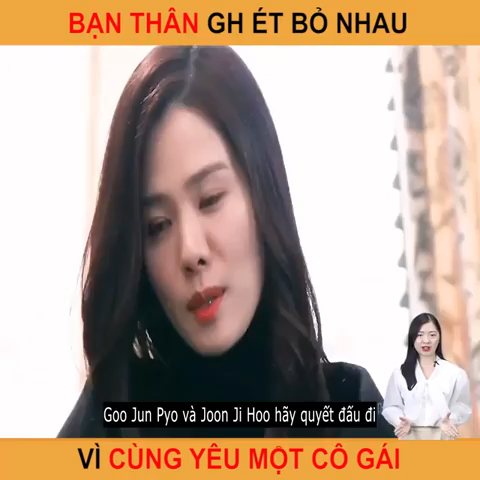 BẠN THÂN GH ÉT BỎ NHAU
Goo Jun Pyo và Joon Ji Hoo hãy quyết đấu đi
VÌ CÙNG YÊU MỘT CÔ GÁI